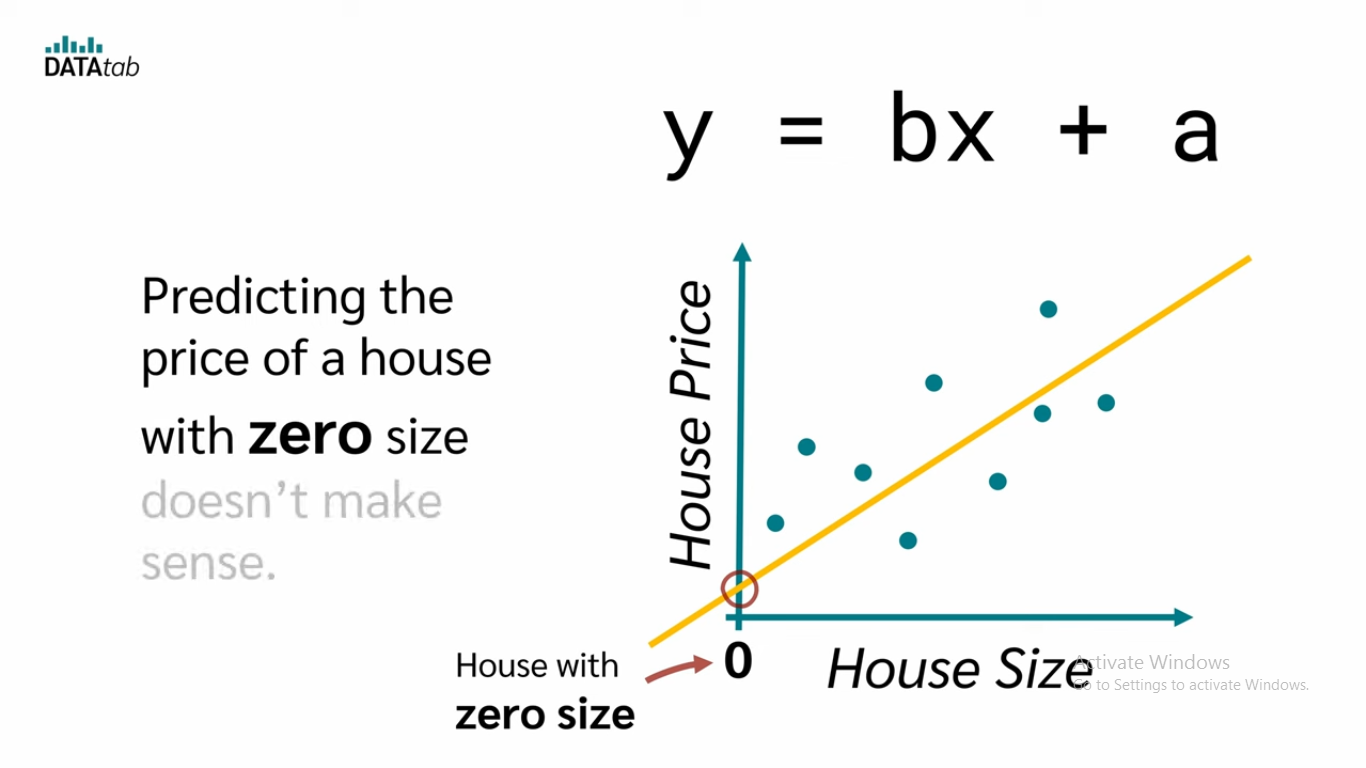 DATAtab
y = bx + a
Predicting the
price of a house
with zero size
doesn't make
sense.
House Price
0
House Size
House with
zero size
Activate Windows
Go to Settings to activate Windows.